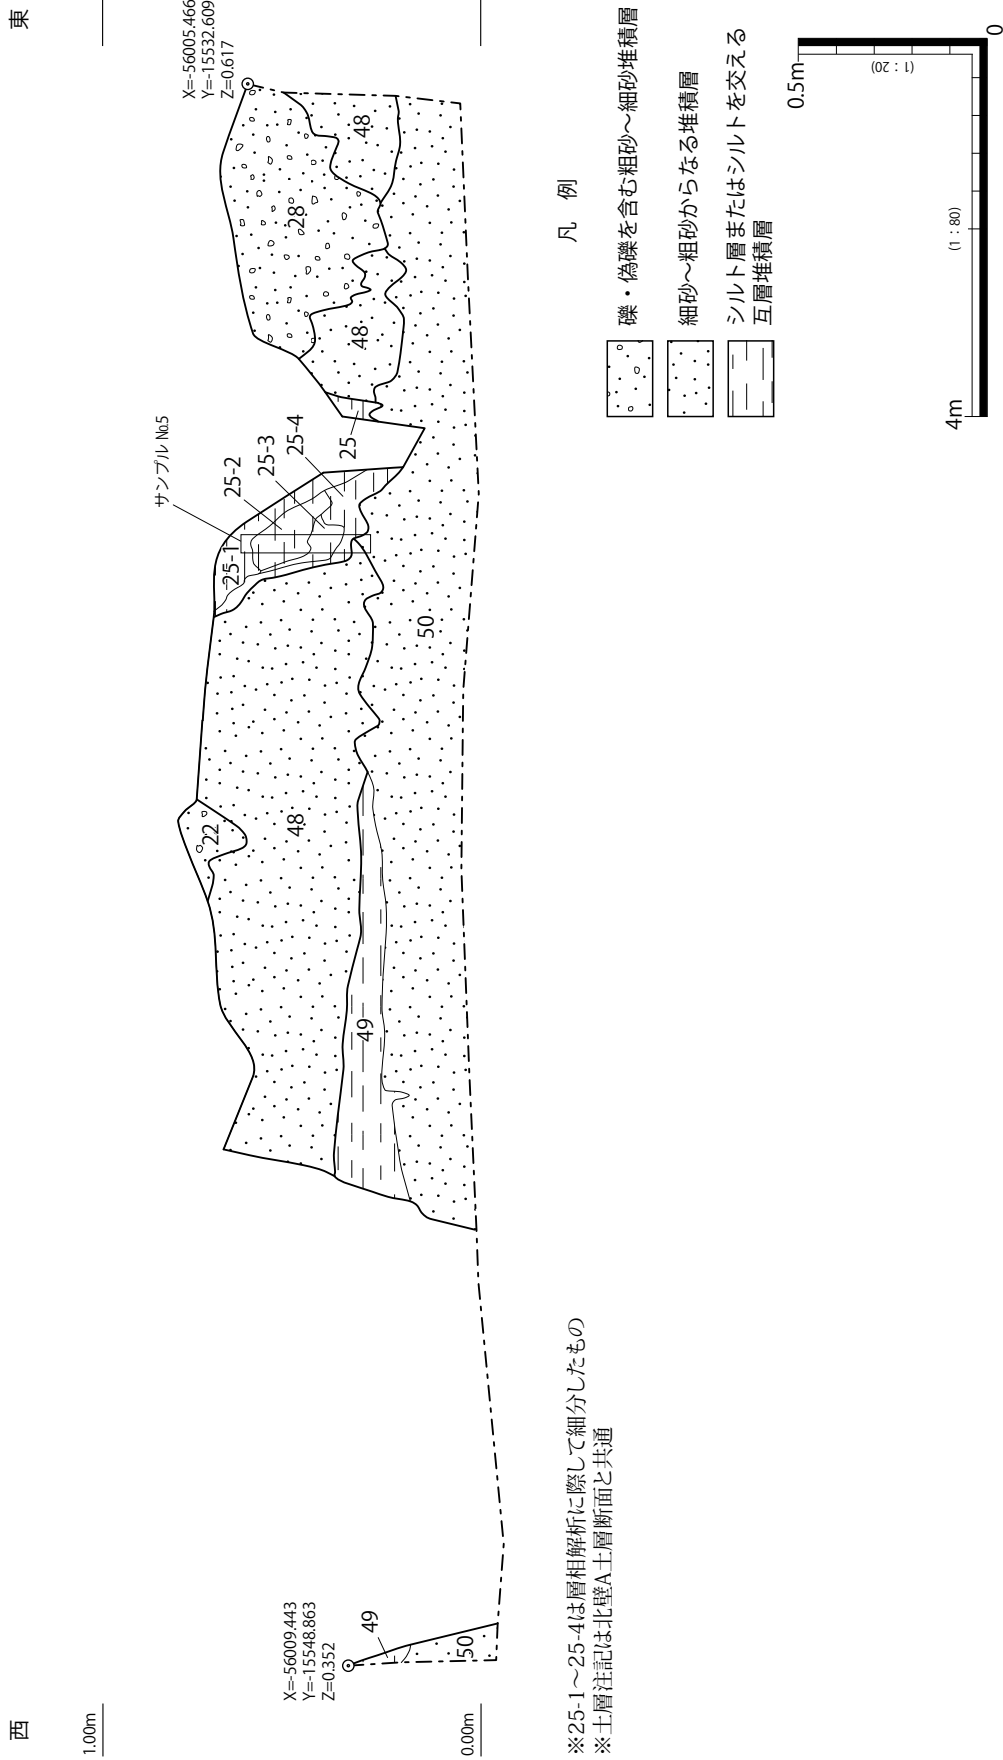 西
東
1.00m
0.00m
X=-56009.443
Y=-15548.863
Z=0.352
X=-56005.466
Y=-15532.609
Z=0.617
サンプル №5
49
50
49
48
22
50
25-1
25-2
25-3
25-4
25
48
28
48
※25-1～25-4は層相解析に際して細分したもの
※土層注記は北壁A土層断面と共通
凡 例
礫・偽礫を含む粗砂～細砂堆積層
細砂～粗砂からなる堆積層
シルト層またはシルトを交える
互層堆積層
0.5m
(1：20)
4m
(1：80)
0